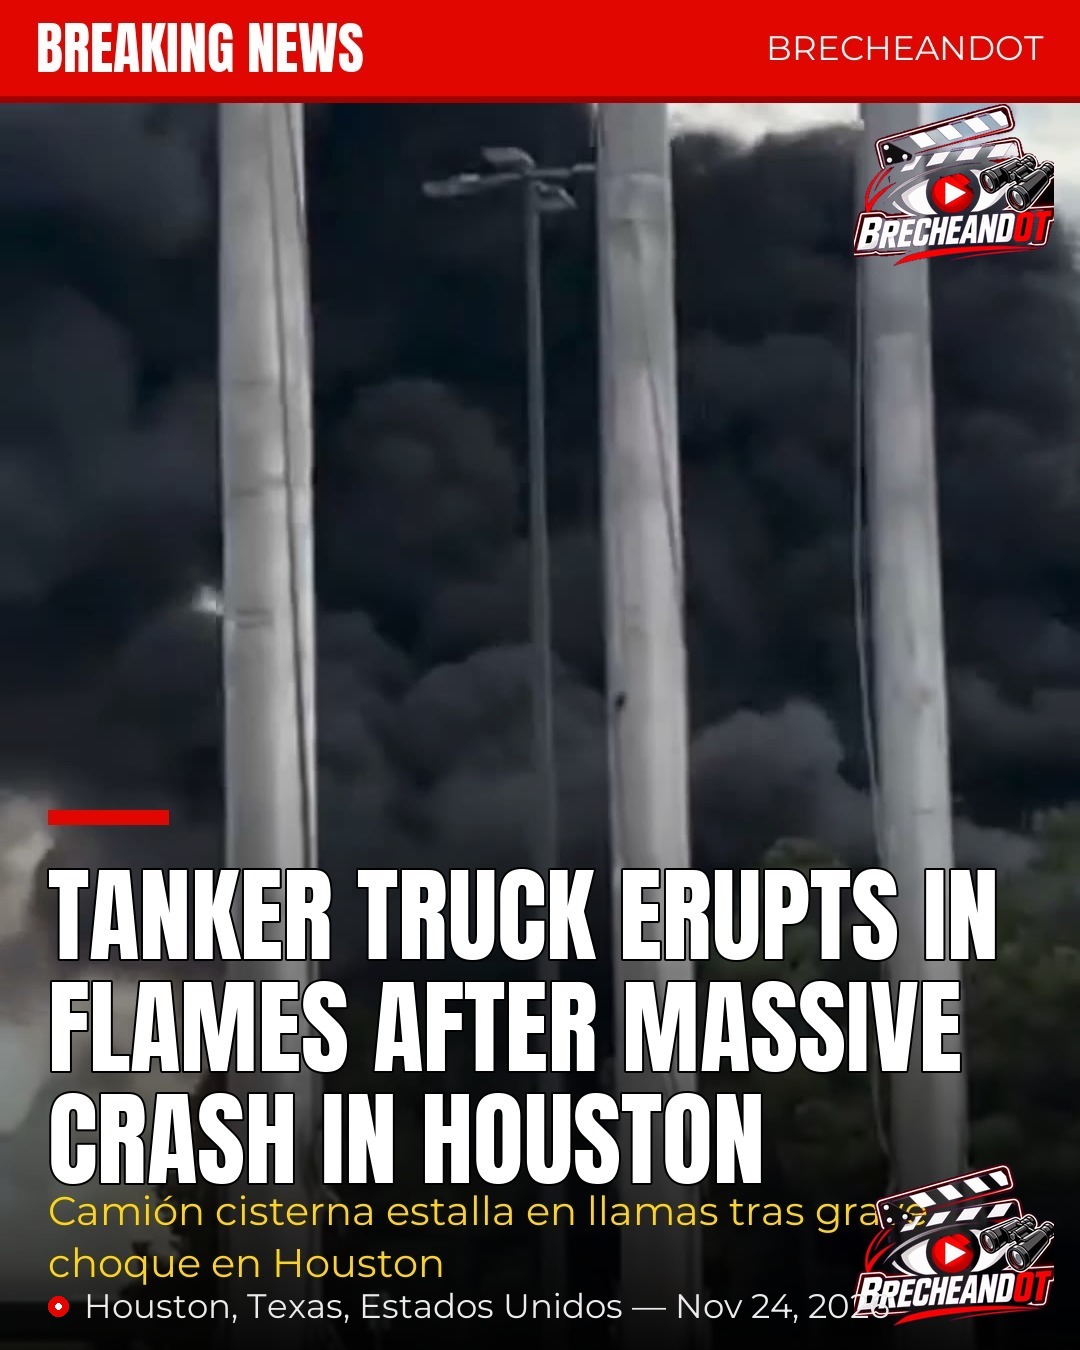 BREAKING NEWS
BRECHEANDOT
BRECHEANDOT
TANKER TRUCK ERUPTS IN
FLAMES AFTER MASSIVE
CRASH IN HOUSTON
Camión cisterna estalla en llamas tras grave
choque en Houston
Houston, Texas, Estados Unidos — Nov 24,
BRECHEANDOT